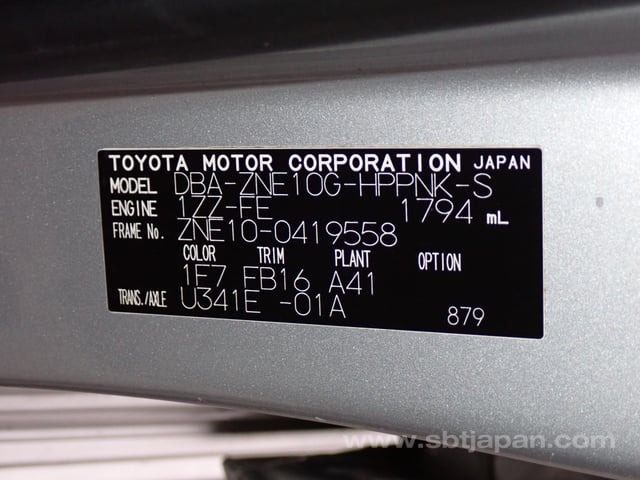 TOYOTA MOTOR CORPORATION JAPAN
MODEL DBA-ZNE10G-HPPNK-S
ENGINE 1ZZ-FE 1794 mL
FRAME No. ZNE10-0419558
COLOR TRIM PLANT OPTION
1F7 FB16 A41
TRANS./AXLE U341E -01A
879
www.sbtjapan.com